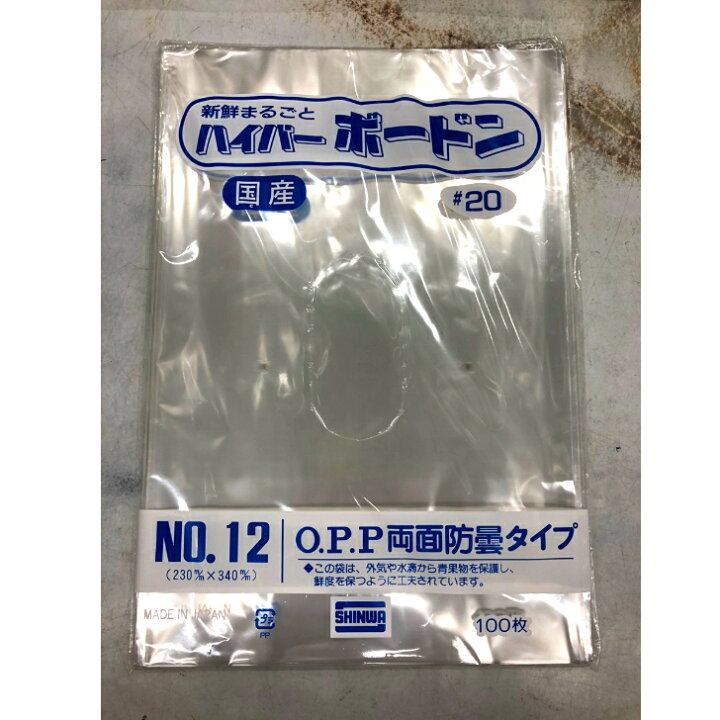 新鮮まるごと
ハイパーボードン
国産
#20
NO.12
(230㎜×340㎜)
O.P.P両面防曇タイプ
◆この袋は、外気や水滴から青果物を保護し、
鮮度を保つように工夫されています。
MADE IN JAPAN
プラ
PP
SHINWA
100枚